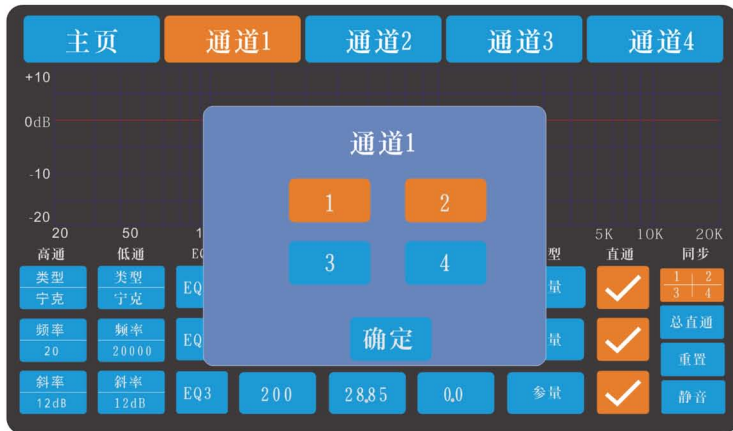 主页 通道1 通道2 通道3 通道4
+10
0dB
-10
-20
20 50 1 5K 10K 20K
高通 低通 型 直通 同步
通道1
1 2
3 4
确定
类型 类型 EQ 量 1 2
宁克 宁克 3 4
总直通
频率 频率 EQ 量
20 20000 重置
斜率 斜率 EQ3 200 28.85 0.0 参量 静音
12dB 12dB